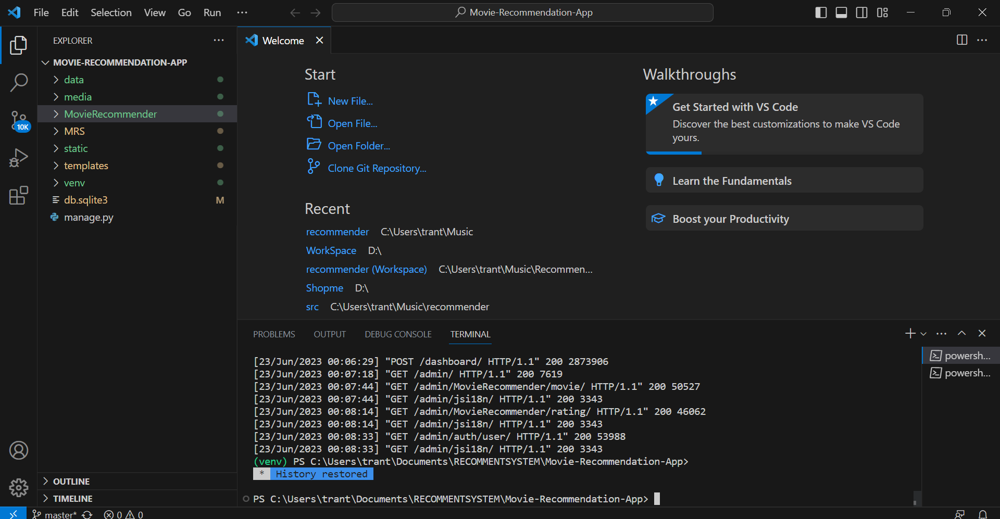 File Edit Selection View Go Run ··· Movie-Recommendation-App
EXPLORER ···
MOVIE-RECOMMENDATION-APP
data
media
MovieRecommender
MRS
static
templates
venv
db.sqlite3 M
manage.py
10K
OUTLINE
TIMELINE
Welcome
Start
New File...
Open File...
Open Folder...
Clone Git Repository...
Recent
recommender C:\Users\trant\Music
WorkSpace D:\
recommender (Workspace) C:\Users\trant\Music\Recommen...
Shopme D:\
src C:\Users\trant\Music\recommender
Walkthroughs
Get Started with VS Code
Discover the best customizations to make VS Code
yours.
Learn the Fundamentals
Boost your Productivity
PROBLEMS OUTPUT DEBUG CONSOLE TERMINAL
[23/Jun/2023 00:06:29] "POST /dashboard/ HTTP/1.1" 200 2873906
[23/Jun/2023 00:07:18] "GET /admin/ HTTP/1.1" 200 7619
[23/Jun/2023 00:07:44] "GET /admin/MovieRecommender/movie/ HTTP/1.1" 200 50527
[23/Jun/2023 00:07:44] "GET /admin/jsi18n/ HTTP/1.1" 200 3343
[23/Jun/2023 00:08:14] "GET /admin/MovieRecommender/rating/ HTTP/1.1" 200 46062
[23/Jun/2023 00:08:14] "GET /admin/jsi18n/ HTTP/1.1" 200 3343
[23/Jun/2023 00:08:33] "GET /admin/auth/user/ HTTP/1.1" 200 53988
[23/Jun/2023 00:08:33] "GET /admin/jsi18n/ HTTP/1.1" 200 3343
(venv) PS C:\Users\trant\Documents\RECOMMENTSYSTEM\Movie-Recommendation-App>
* History restored
PS C:\Users\trant\Documents\RECOMMENTSYSTEM\Movie-Recommendation-App>
powersh...
powersh...
master* 0 0